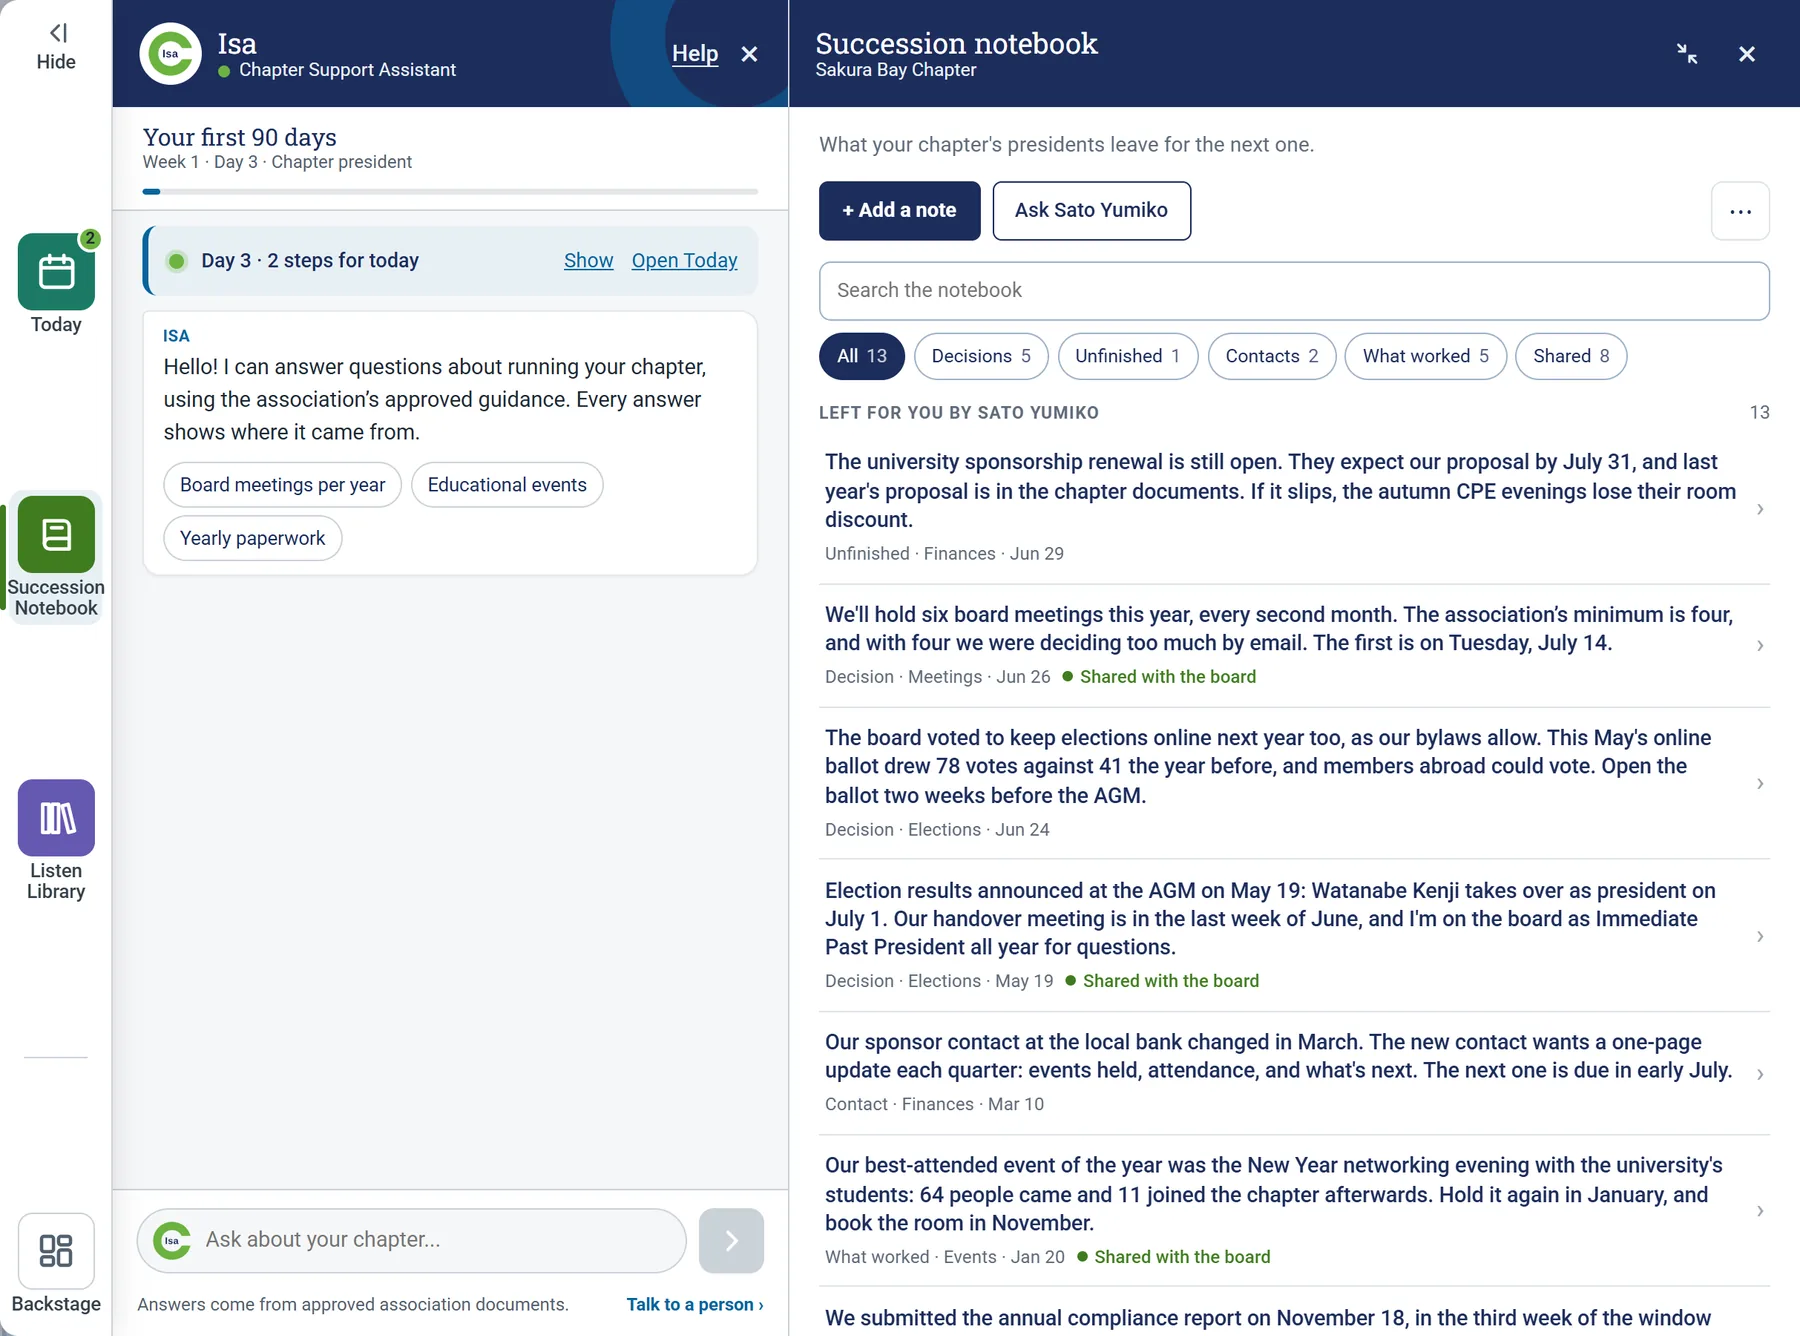 Hide
Today
2
Succession
Notebook
Listen
Library
Backstage
Isa
Isa
Chapter Support Assistant
Help
Your first 90 days
Week 1 · Day 3 · Chapter president
Day 3 · 2 steps for today
Show
Open Today
ISA
Hello! I can answer questions about running your chapter,
using the association’s approved guidance. Every answer
shows where it came from.
Board meetings per year
Educational events
Yearly paperwork
Isa
Ask about your chapter...
Answers come from approved association documents.
Talk to a person ›
Succession notebook
Sakura Bay Chapter
What your chapter's presidents leave for the next one.
+ Add a note
Ask Sato Yumiko
...
Search the notebook
All 13
Decisions 5
Unfinished 1
Contacts 2
What worked 5
Shared 8
LEFT FOR YOU BY SATO YUMIKO
13
The university sponsorship renewal is still open. They expect our proposal by July 31, and last
year's proposal is in the chapter documents. If it slips, the autumn CPE evenings lose their room
discount.
Unfinished · Finances · Jun 29
We'll hold six board meetings this year, every second month. The association’s minimum is four,
and with four we were deciding too much by email. The first is on Tuesday, July 14.
Decision · Meetings · Jun 26 ● Shared with the board
The board voted to keep elections online next year too, as our bylaws allow. This May's online
ballot drew 78 votes against 41 the year before, and members abroad could vote. Open the
ballot two weeks before the AGM.
Decision · Elections · Jun 24
Election results announced at the AGM on May 19: Watanabe Kenji takes over as president on
July 1. Our handover meeting is in the last week of June, and I'm on the board as Immediate
Past President all year for questions.
Decision · Elections · May 19 ● Shared with the board
Our sponsor contact at the local bank changed in March. The new contact wants a one-page
update each quarter: events held, attendance, and what's next. The next one is due in early July.
Contact · Finances · Mar 10
Our best-attended event of the year was the New Year networking evening with the university's
students: 64 people came and 11 joined the chapter afterwards. Hold it again in January, and
book the room in November.
What worked · Events · Jan 20 ● Shared with the board
We submitted the annual compliance report on November 18, in the third week of the window